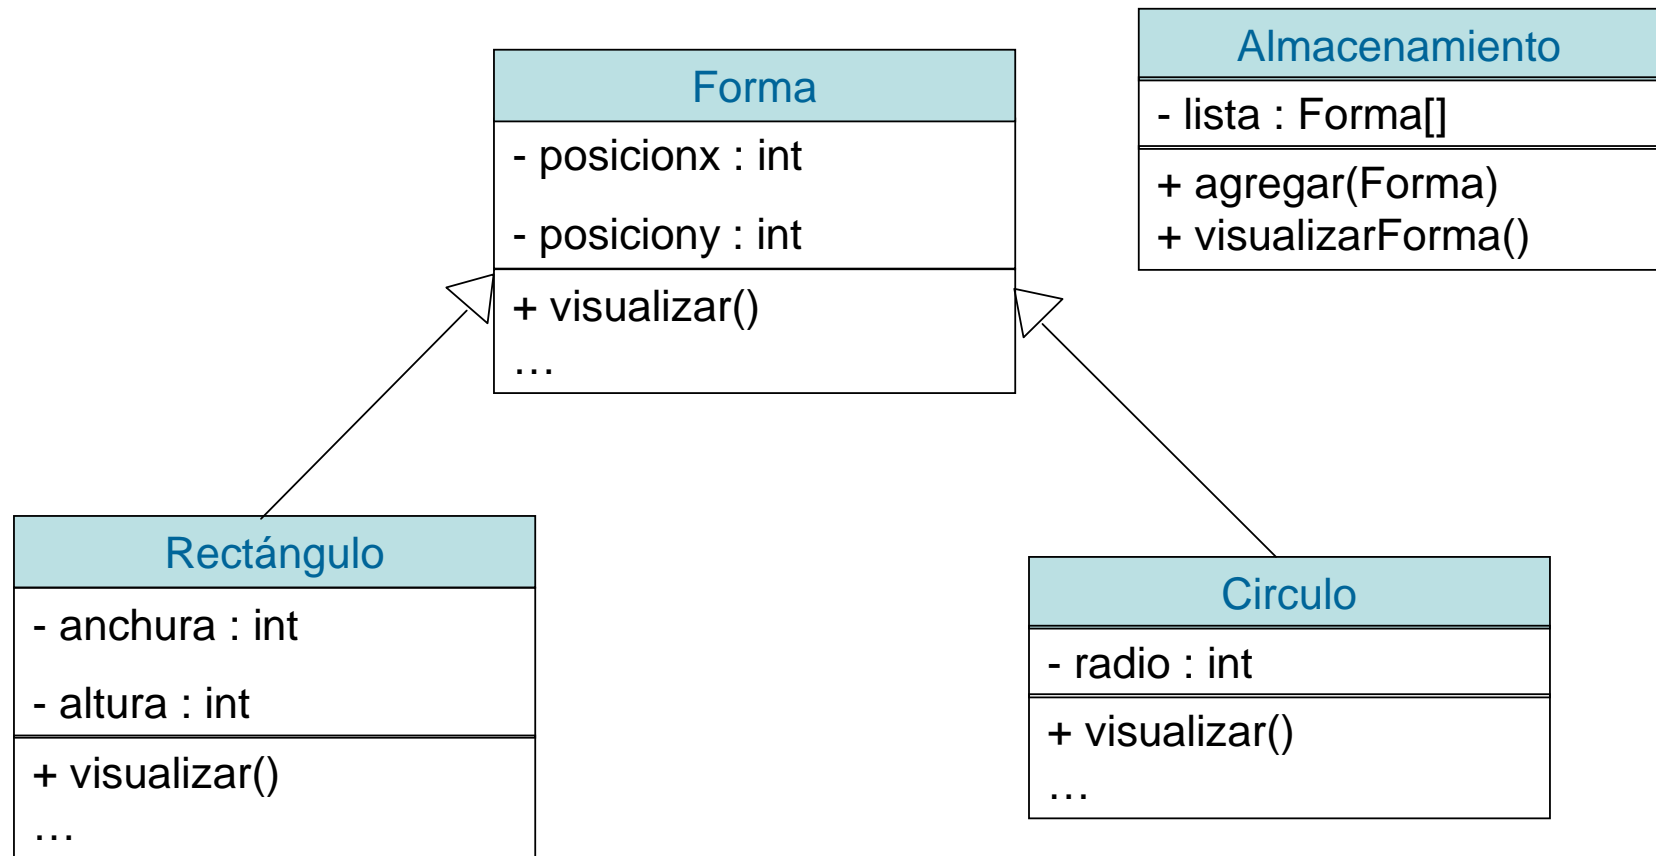 Forma
- posicionx : int
- posiciony : int
+ visualizar()
…
Almacenamiento
- lista : Forma[]
+ agregar(Forma)
+ visualizarForma()
Rectángulo
- anchura : int
- altura : int
+ visualizar()
…
Circulo
- radio : int
+ visualizar()
…